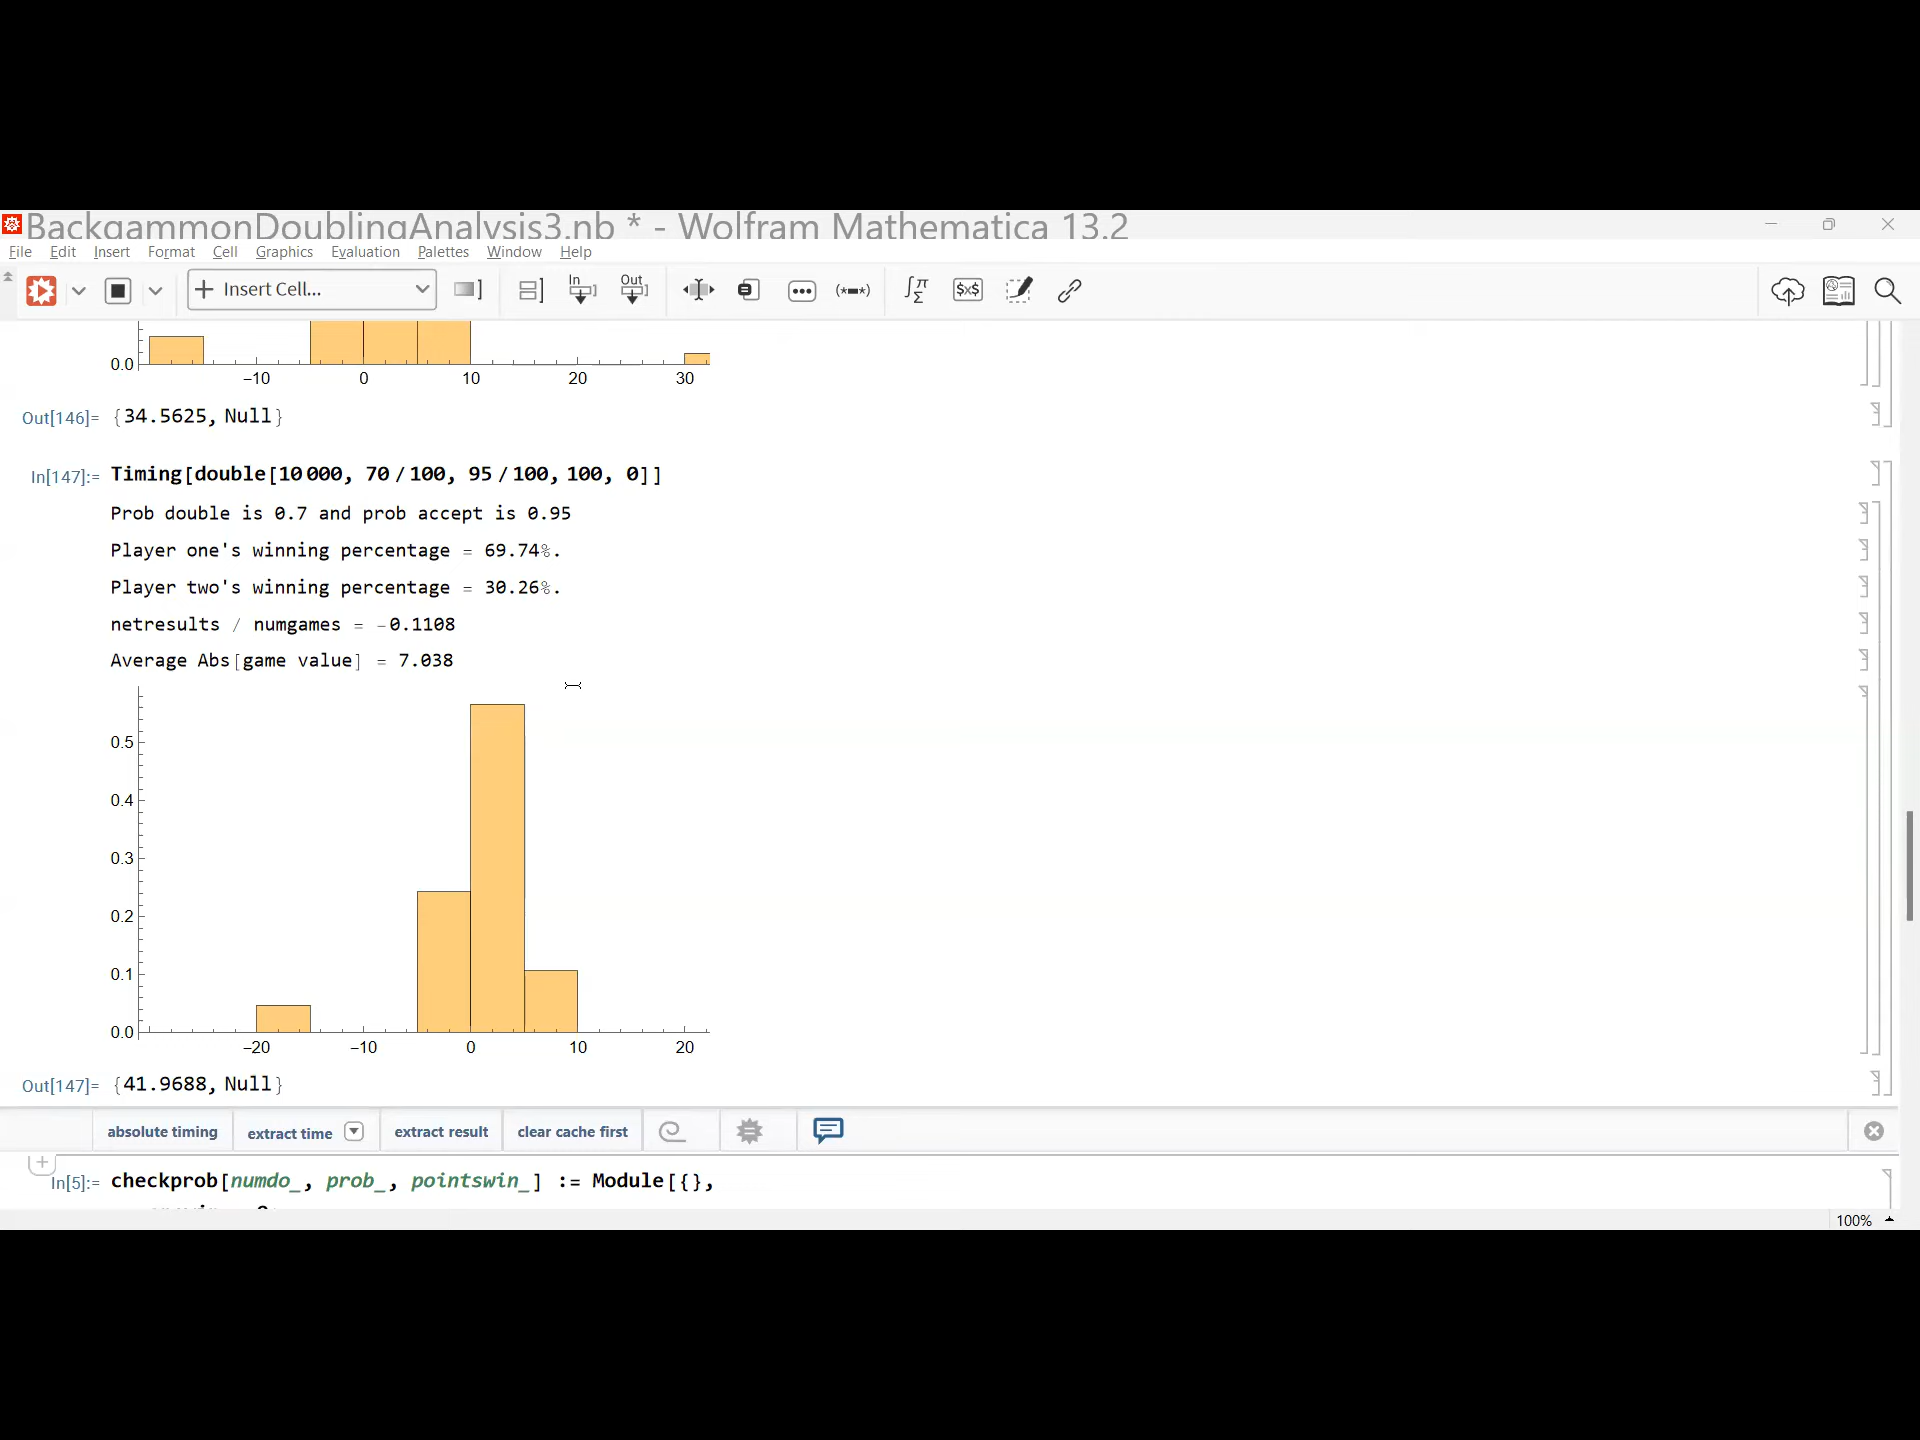 BackgammonDoublingAnalysis3.nb * - Wolfram Mathematica 13.2
File Edit Insert Format Cell Graphics Evaluation Palettes Window Help
+ Insert Cell... In Out (*▬*) ∫π Σ $x$
0.0
-10 0 10 20 30
Out[146]= {34.5625, Null}
In[147]:= Timing[double[10 000, 70 / 100, 95 / 100, 100, 0]]
Prob double is 0.7 and prob accept is 0.95
Player one's winning percentage = 69.74%.
Player two's winning percentage = 30.26%.
netresults / numgames = -0.1108
Average Abs[game value] = 7.038
0.5
0.4
0.3
0.2
0.1
0.0
-20 -10 0 10 20
Out[147]= {41.9688, Null}
absolute timing extract time extract result clear cache first
In[5]:= checkprob[numdo_, prob_, pointswin_] := Module[{},
100%